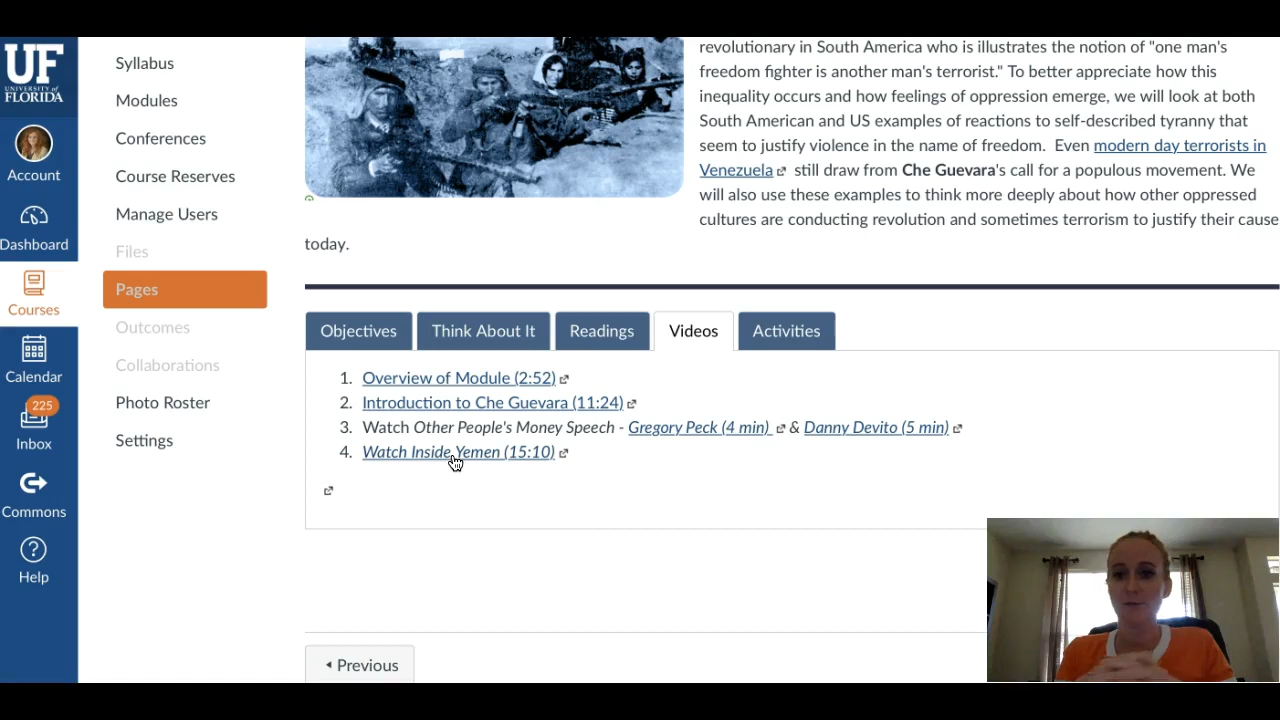 UF
UNIVERSITY of
FLORIDA
Account
Dashboard
Courses
Calendar
225
Inbox
Commons
Help
Syllabus
Modules
Conferences
Course Reserves
Manage Users
Files
Pages
Outcomes
Collaborations
Photo Roster
Settings
revolutionary in South America who is illustrates the notion of "one man's
freedom fighter is another man's terrorist." To better appreciate how this
inequality occurs and how feelings of oppression emerge, we will look at both
South American and US examples of reactions to self-described tyranny that
seem to justify violence in the name of freedom. Even modern day terrorists in
Venezuela still draw from Che Guevara's call for a populous movement. We
will also use these examples to think more deeply about how other oppressed
cultures are conducting revolution and sometimes terrorism to justify their cause
today.
Objectives Think About It Readings Videos Activities
1. Overview of Module (2:52)
2. Introduction to Che Guevara (11:24)
3. Watch Other People's Money Speech - Gregory Peck (4 min) & Danny Devito (5 min)
4. Watch Inside Yemen (15:10)
Previous